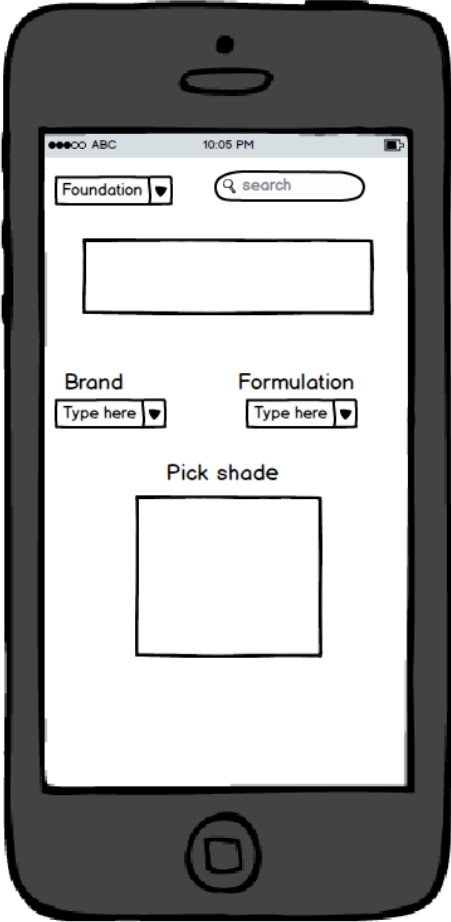 ABC 10:05 PM
Foundation search
Brand Formulation
Type here Type here
Pick shade